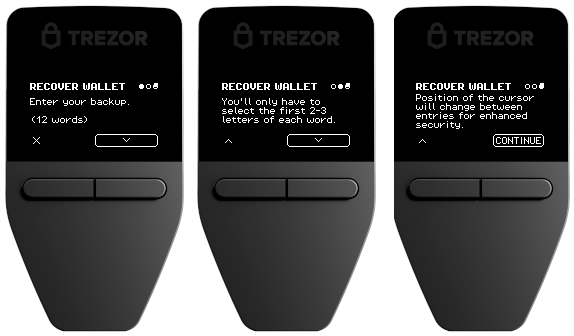 TREZOR
RECOVER WALLET
Enter your backup.
(12 words)
TREZOR
RECOVER WALLET
You'll only have to
select the first 2-3
letters of each word.
TREZOR
RECOVER WALLET
Position of the cursor
will change between
entries for enhanced
security.
CONTINUE